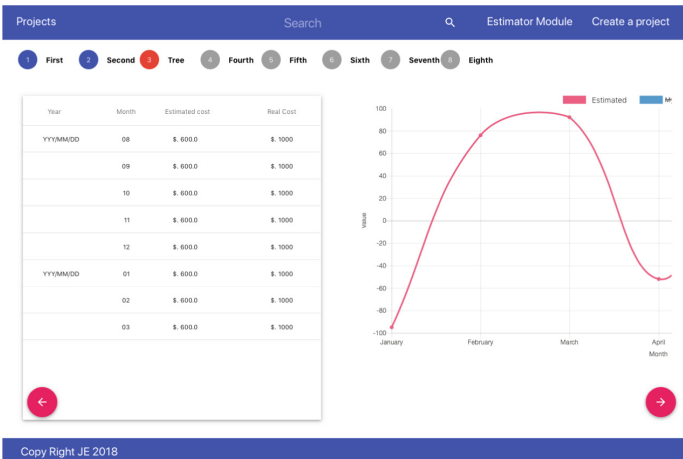 Projects Search Estimator Module Create a project
1 First 2 Second 3 Tree 4 Fourth 5 Fifth 6 Sixth 7 Seventh 8 Eighth
Year Month Estimated cost Real Cost
YYY/MM/DD 08 $. 600.0 $. 1000
09 $. 600.0 $. 1000
10 $. 600.0 $. 1000
11 $. 600.0 $. 1000
12 $. 600.0 $. 1000
YYY/MM/DD 01 $. 600.0 $. 1000
02 $. 600.0 $. 1000
03 $. 600.0 $. 1000
Estimated
100
80
60
40
20
0
-20
-40
-60
-80
-100
Value
January February March April
Month
Copy Right JE 2018